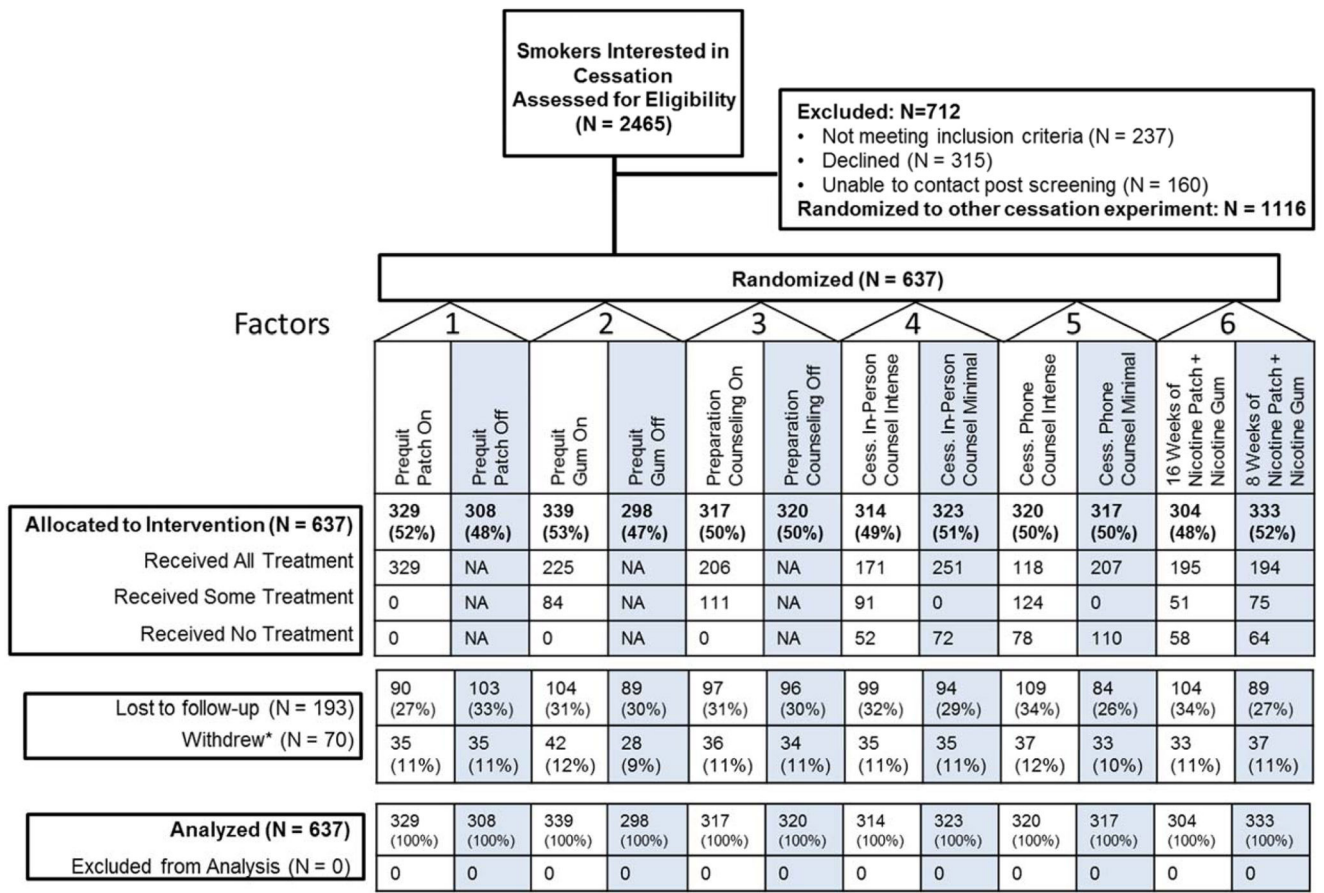 Smokers Interested in
Cessation
Assessed for Eligibility
(N = 2465)
Excluded: N=712
• Not meeting inclusion criteria (N = 237)
• Declined (N = 315)
• Unable to contact post screening (N = 160)
Randomized to other cessation experiment: N = 1116
Randomized (N = 637)
Factors 1 2 3 4 5 6
Prequit
Patch On
Prequit
Patch Off
Prequit
Gum On
Prequit
Gum Off
Preparation
Counseling On
Preparation
Counseling Off
Cess. In-Person
Counsel Intense
Cess. In-Person
Counsel Minimal
Cess. Phone
Counsel Intense
Cess. Phone
Counsel Minimal
16 Weeks of
Nicotine Patch +
Nicotine Gum
8 Weeks of
Nicotine Patch +
Nicotine Gum
Allocated to Intervention (N = 637) 329 308 339 298 317 320 314 323 320 317 304 333
(52%) (48%) (53%) (47%) (50%) (50%) (49%) (51%) (50%) (50%) (48%) (52%)
Received All Treatment 329 NA 225 NA 206 NA 171 251 118 207 195 194
Received Some Treatment 0 NA 84 NA 111 NA 91 0 124 0 51 75
Received No Treatment 0 NA 0 NA 0 NA 52 72 78 110 58 64
Lost to follow-up (N = 193) 90 103 104 89 97 96 99 94 109 84 104 89
(27%) (33%) (31%) (30%) (31%) (30%) (32%) (29%) (34%) (26%) (34%) (27%)
Withdrew* (N = 70) 35 35 42 28 36 34 35 35 37 33 33 37
(11%) (11%) (12%) (9%) (11%) (11%) (11%) (11%) (12%) (10%) (11%) (11%)
Analyzed (N = 637) 329 308 339 298 317 320 314 323 320 317 304 333
(100%) (100%) (100%) (100%) (100%) (100%) (100%) (100%) (100%) (100%) (100%) (100%)
Excluded from Analysis (N = 0) 0 0 0 0 0 0 0 0 0 0 0 0